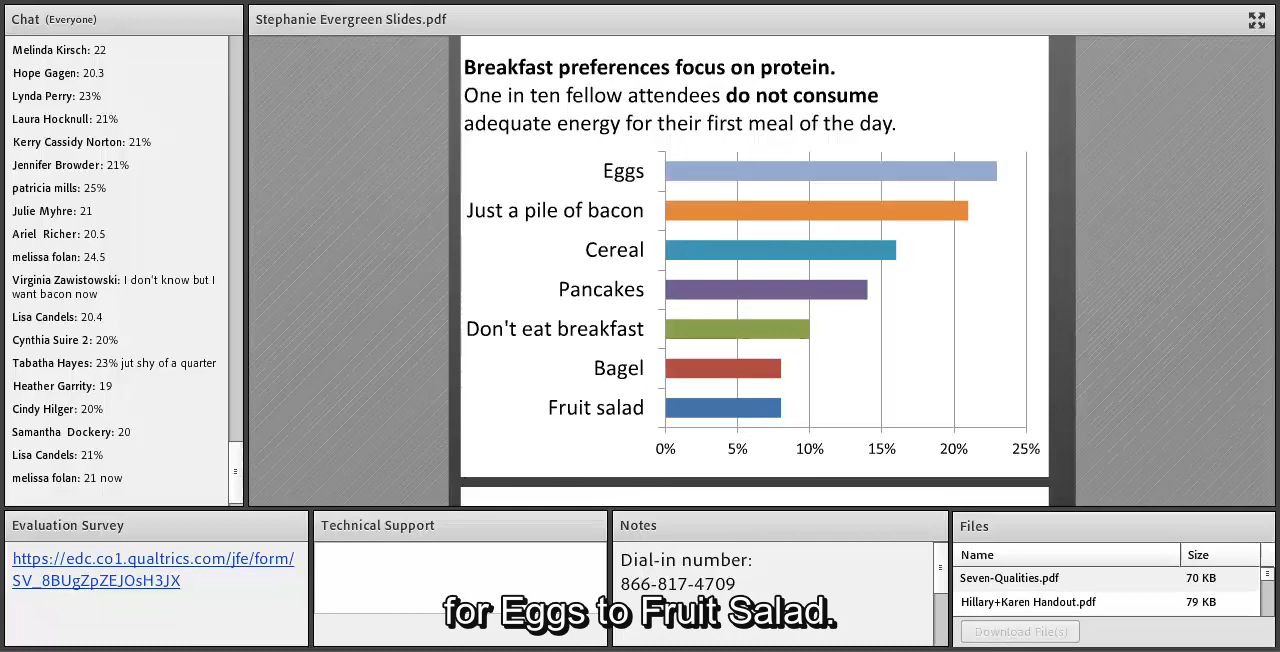 Chat (Everyone)
Melinda Kirsch: 22
Hope Gagen: 20.3
Lynda Perry: 23%
Laura Hocknull: 21%
Kerry Cassidy Norton: 21%
Jennifer Browder: 21%
patricia mills: 25%
Julie Myhre: 21
Ariel Richer: 20.5
melissa folan: 24.5
Virginia Zawistowski: I don't know but I
want bacon now
Lisa Candels: 20.4
Cynthia Suire 2: 20%
Tabatha Hayes: 23% jut shy of a quarter
Heather Garrity: 19
Cindy Hilger: 20%
Samantha Dockery: 20
Lisa Candels: 21%
melissa folan: 21 now
Stephanie Evergreen Slides.pdf
Breakfast preferences focus on protein.
One in ten fellow attendees do not consume
adequate energy for their first meal of the day.
Eggs
Just a pile of bacon
Cereal
Pancakes
Don't eat breakfast
Bagel
Fruit salad
0% 5% 10% 15% 20% 25%
Evaluation Survey
https://edc.co1.qualtrics.com/jfe/form/
SV_8BUgZpZEJOsH3JX
Technical Support
Notes
Dial-in number:
866-817-4709
Files
Name Size
Seven-Qualities.pdf 70 KB
Hillary+Karen Handout.pdf 79 KB
Download File(s)
for Eggs to Fruit Salad.